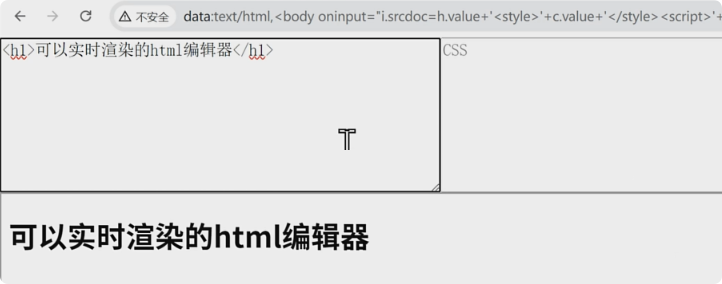 不安全 data:text/html,<body oninput="i.srcdoc=h.value+'<style>'+c.value+'</style><script>'+
<h1>可以实时渲染的html编辑器</h1>
CSS
可以实时渲染的html编辑器